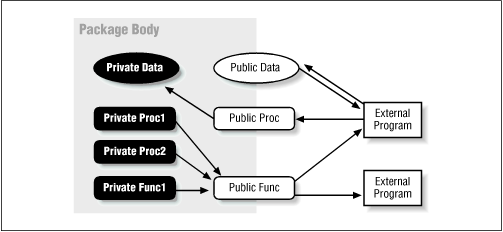 Package Body
Private Data
Public Data
Private Proc1
Public Proc
External
Program
Private Proc2
Private Func1
Public Func
External
Program